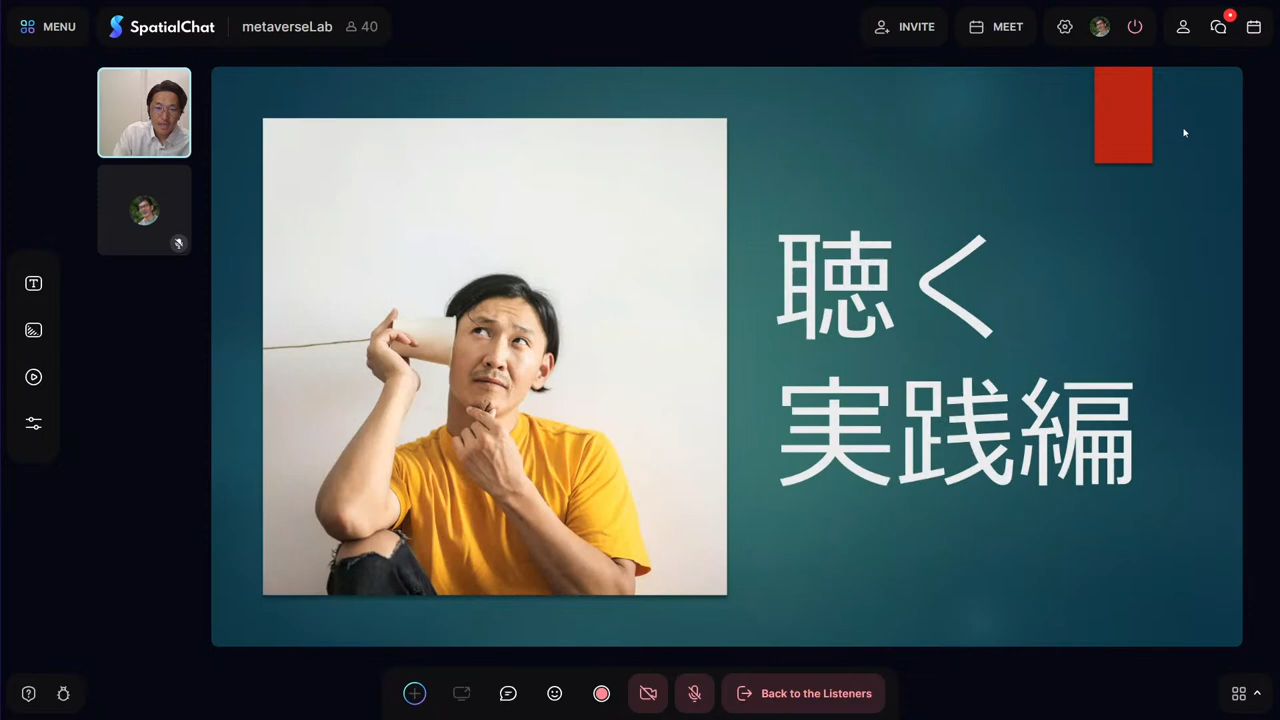 MENU
SpatialChat
metaverseLab
40
INVITE
MEET
聴く
実践編
Back to the Listeners